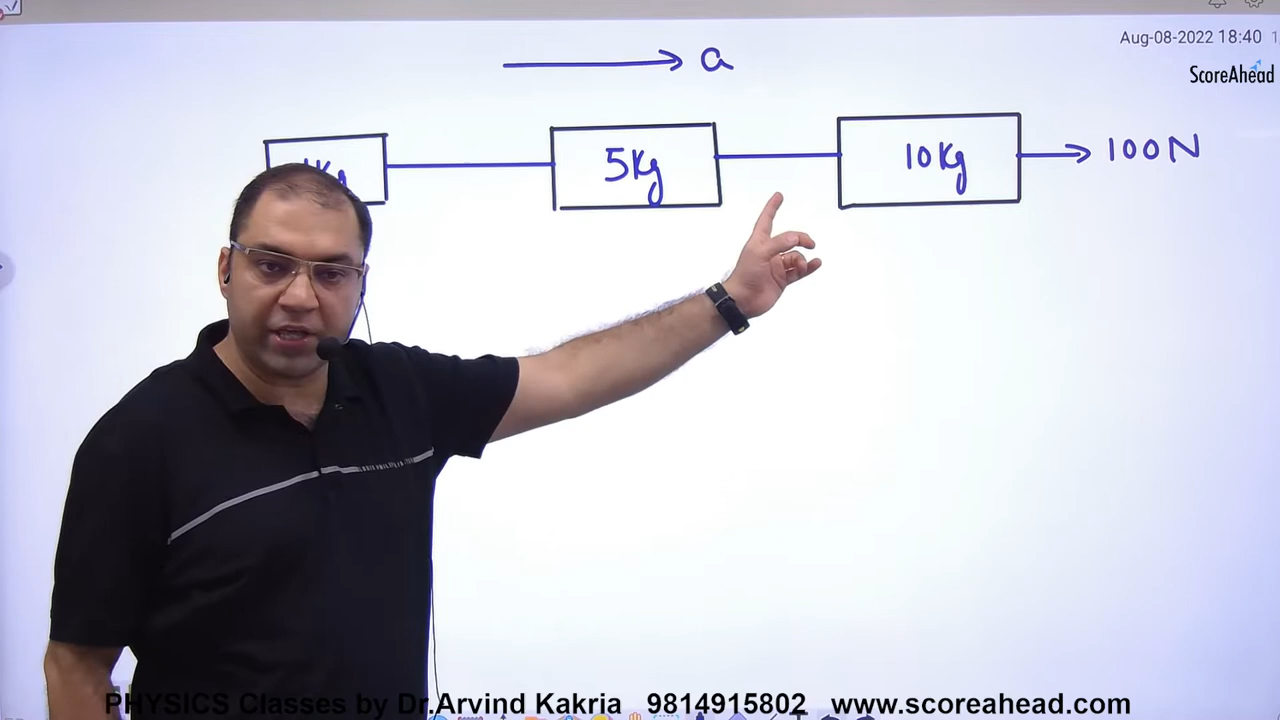 Aug-08-2022 18:40
ScoreAhead
a
5Kg
10Kg
100N
PHYSICS Classes by Dr.Arvind Kakria 9814915802 www.scoreahead.com